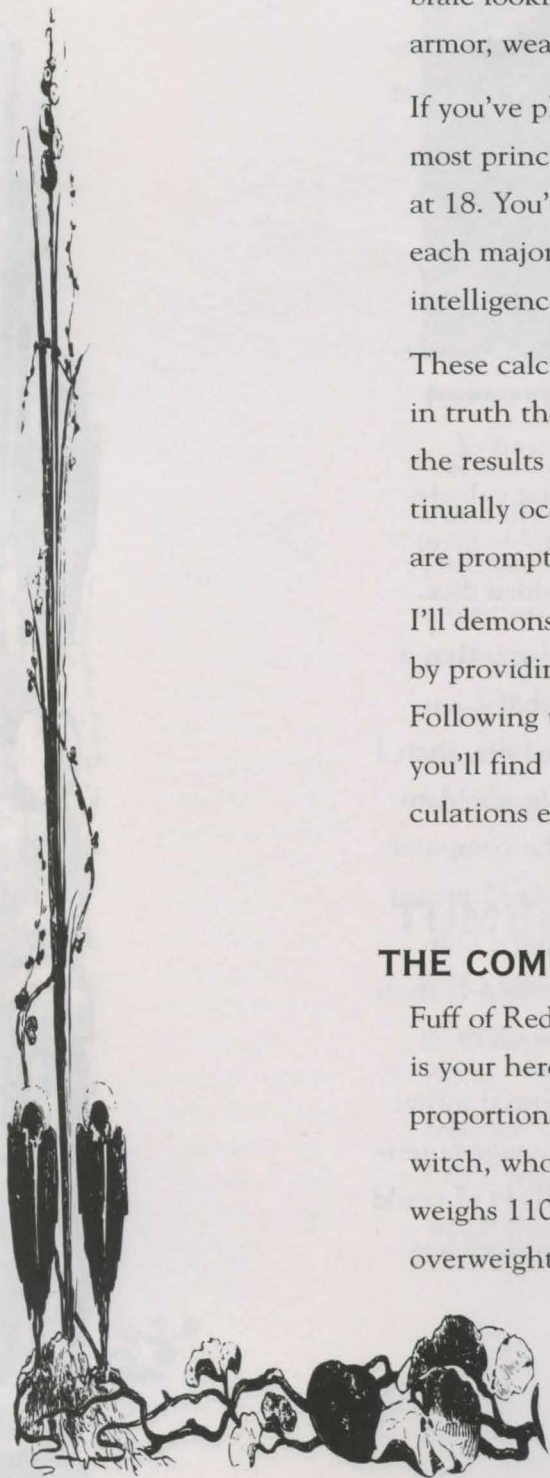 armor, wea
If you've pl
most princ
at 18. You'
each major
intelligenc
These calc
in truth th
the results
tinually oc
are prompt
I'll demons
by providin
Following t
you'll find
culations e
THE COM
Fuff of Red
is your here
proportion
witch, who
weighs 110
overweight